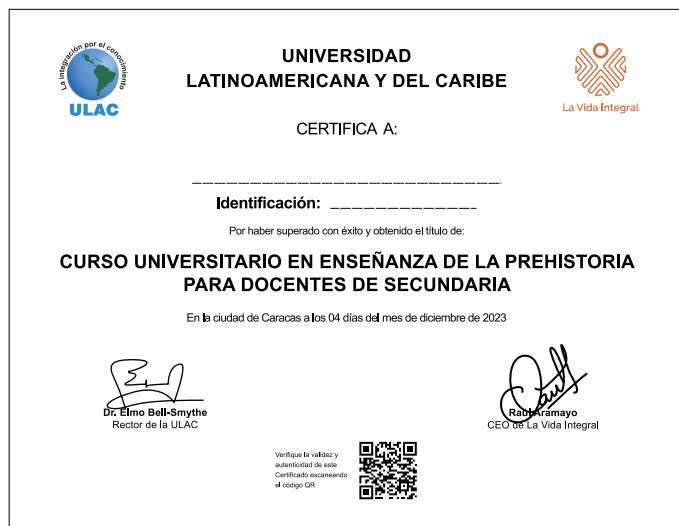 La integración por el conocimiento
ULAC
UNIVERSIDAD
LATINOAMERICANA Y DEL CARIBE
La Vida Integral
CERTIFICA A:
Identificación:
Por haber superado con éxito y obtenido el título de:
CURSO UNIVERSITARIO EN ENSEÑANZA DE LA PREHISTORIA
PARA DOCENTES DE SECUNDARIA
En la ciudad de Caracas a los 04 días del mes de diciembre de 2023
Dr. Elmo Bell-Smythe
Rector de la ULAC
Raúl Aramayo
CEO de La Vida Integral
Verifique la validez y
autenticidad de este
Certificado escaneando
el código QR